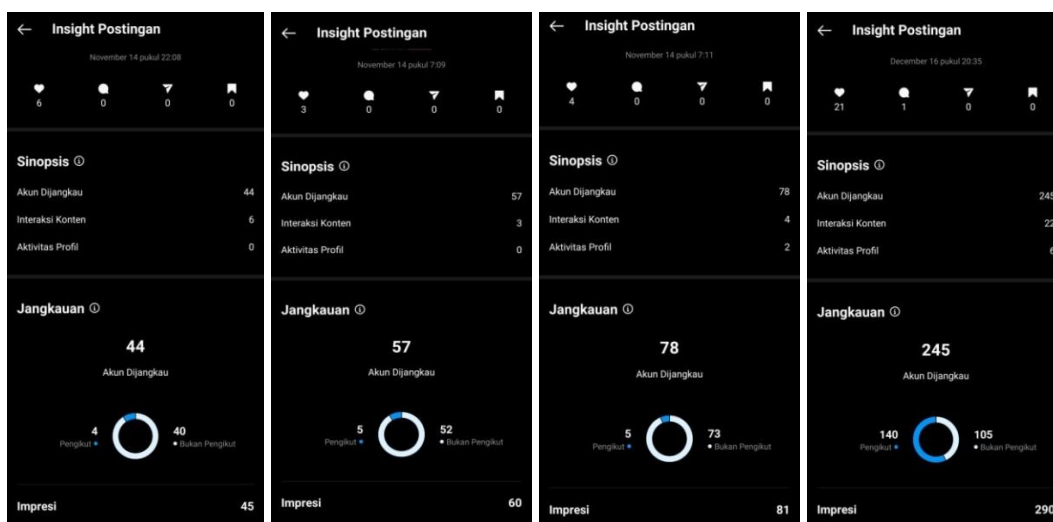 Insight Postingan
November 14 pukul 22:08
6 0 0 0
Sinopsis
Akun Dijangkau 44
Interaksi Konten 6
Aktivitas Profil 0
Jangkauan
44
Akun Dijangkau
4 40
Pengikut Bukan Pengikut
Impresi 45
Insight Postingan
November 14 pukul 7:09
3 0 0 0
Sinopsis
Akun Dijangkau 57
Interaksi Konten 3
Aktivitas Profil 0
Jangkauan
57
Akun Dijangkau
5 52
Pengikut Bukan Pengikut
Impresi 60
Insight Postingan
November 14 pukul 7:11
4 0 0 0
Sinopsis
Akun Dijangkau 78
Interaksi Konten 4
Aktivitas Profil 2
Jangkauan
78
Akun Dijangkau
5 73
Pengikut Bukan Pengikut
Impresi 81
Insight Postingan
December 16 pukul 20:35
21 1 0 0
Sinopsis
Akun Dijangkau 245
Interaksi Konten 22
Aktivitas Profil 6
Jangkauan
245
Akun Dijangkau
140 105
Pengikut Bukan Pengikut
Impresi 290